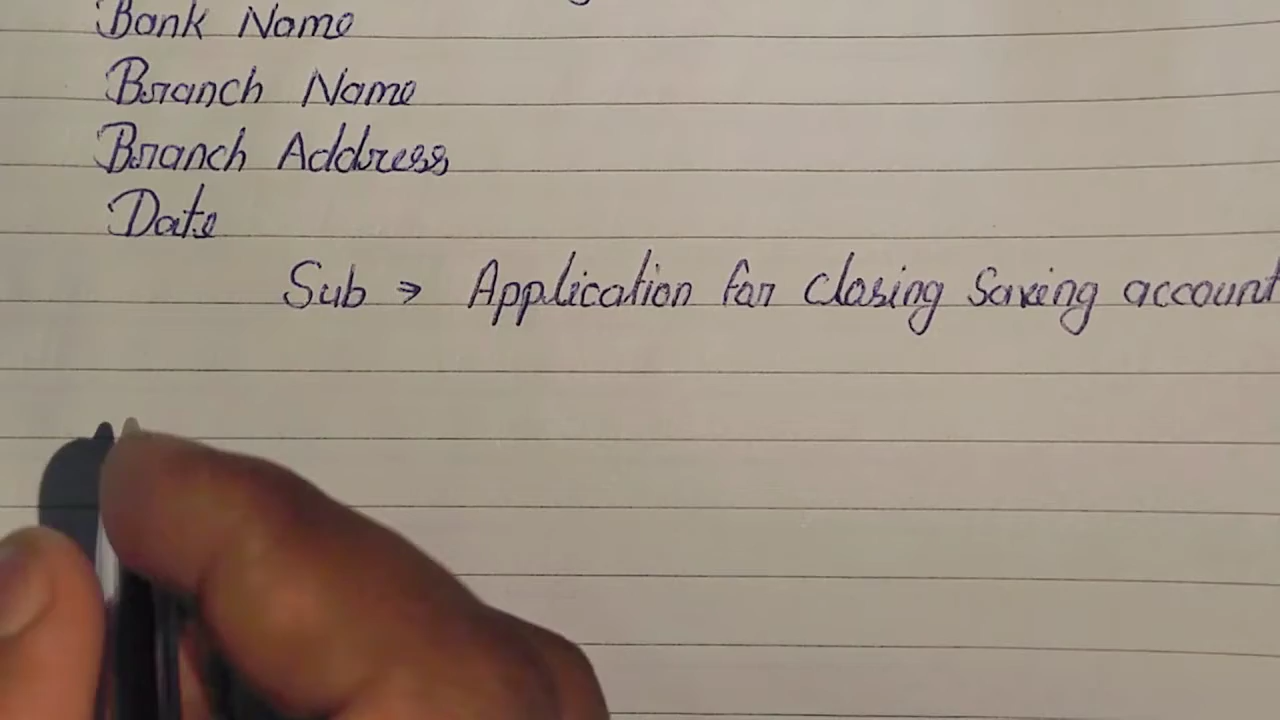 Bank Name
Branch Name
Branch Address
Date
Sub → Application for Closing Saving account